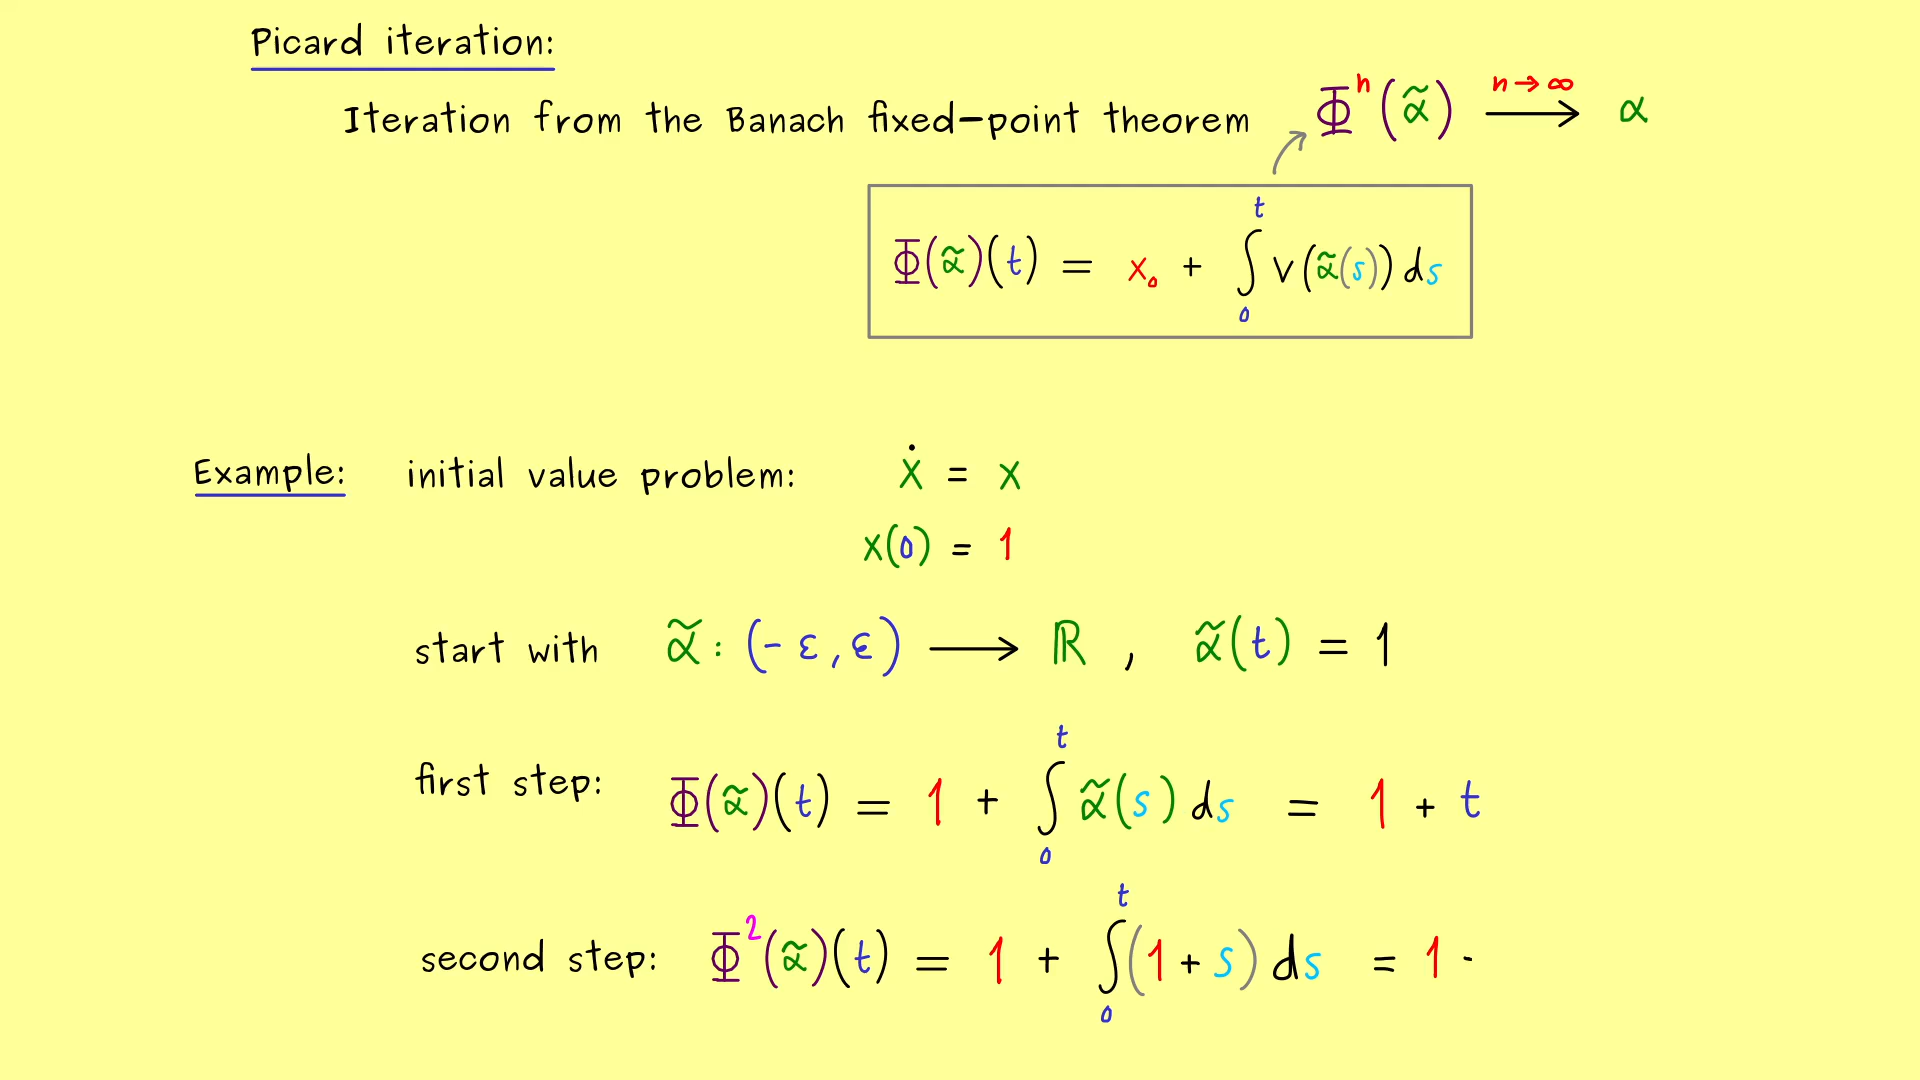 Picard iteration:
Iteration from the Banach fixed-point theorem Φⁿ(α̃) ⟶ α n→∞
Φ(α̃)(t) = x₀ + ∫₀ᵗ v(α̃(s)) ds
Example: initial value problem: ẋ = x
x(0) = 1
start with α̃ : (-ε, ε) ⟶ ℝ , α̃(t) = 1
first step: Φ(α̃)(t) = 1 + ∫₀ᵗ α̃(s) ds = 1 + t
second step: Φ²(α̃)(t) = 1 + ∫₀ᵗ (1 + s) ds = 1 -